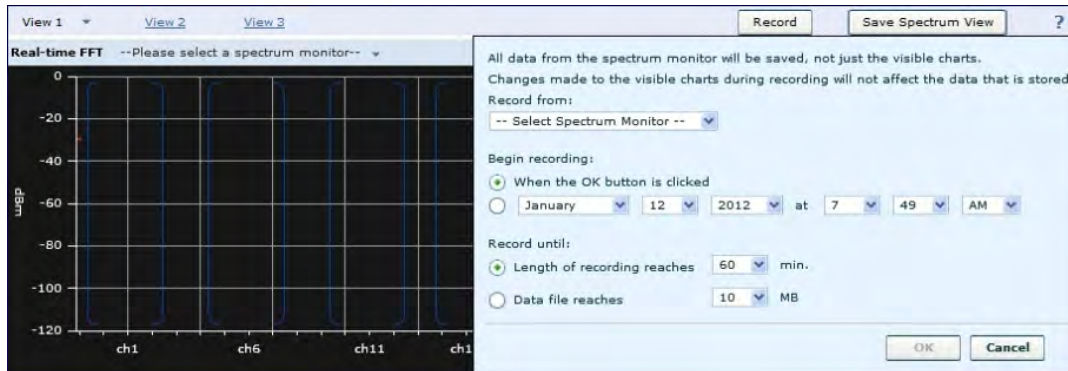 View 1 View 2 View 3 Record Save Spectrum View ?
Real-time FFT --Please select a spectrum monitor--
0
-20
-40
-60
-80
-100
-120
dBm
ch1 ch6 ch11 ch1
All data from the spectrum monitor will be saved, not just the visible charts.
Changes made to the visible charts during recording will not affect the data that is stored
Record from:
-- Select Spectrum Monitor --
Begin recording:
When the OK button is clicked
January 12 2012 at 7 49 AM
Record until:
Length of recording reaches 60 min.
Data file reaches 10 MB
OK Cancel